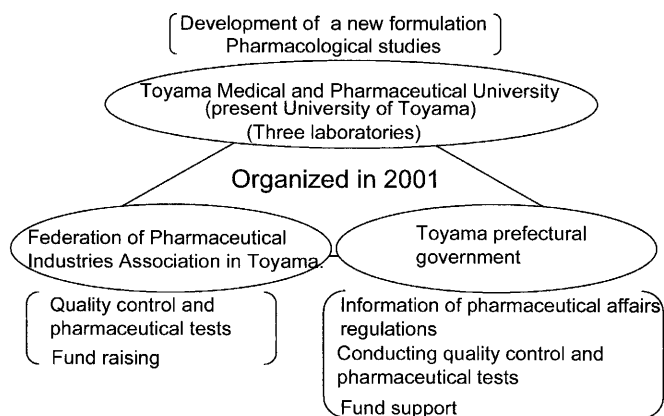 Development of a new formulation
Pharmacological studies
Toyama Medical and Pharmaceutical University
(present University of Toyama)
(Three laboratories)
Organized in 2001
Federation of Pharmaceutical
Industries Association in Toyama.
Toyama prefectural
government
Quality control and
pharmaceutical tests
Fund raising
Information of pharmaceutical affairs
regulations
Conducting quality control and
pharmaceutical tests
Fund support